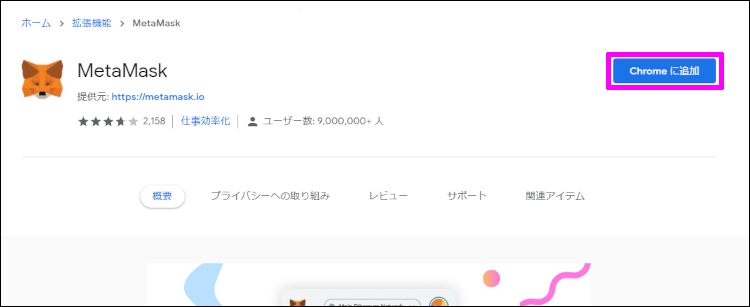 ホーム > 拡張機能 > MetaMask
MetaMask
Chrome に追加
提供元: https://metamask.io
2,158 仕事効率化 ユーザー数: 9,000,000+ 人
概要 プライバシーへの取り組み レビュー サポート 関連アイテム
Main Ethereum Network